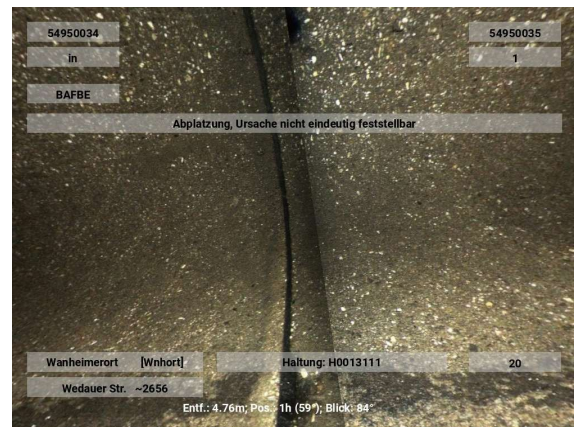 54950034 54950035
in 1
BAFBE
Abplatzung, Ursache nicht eindeutig feststellbar
Wanheimerort [Wnhort] Haltung: H0013111 20
Wedauer Str. ~2656
Entf.: 4.76m; Pos.: 1h (59°); Blick: 84°